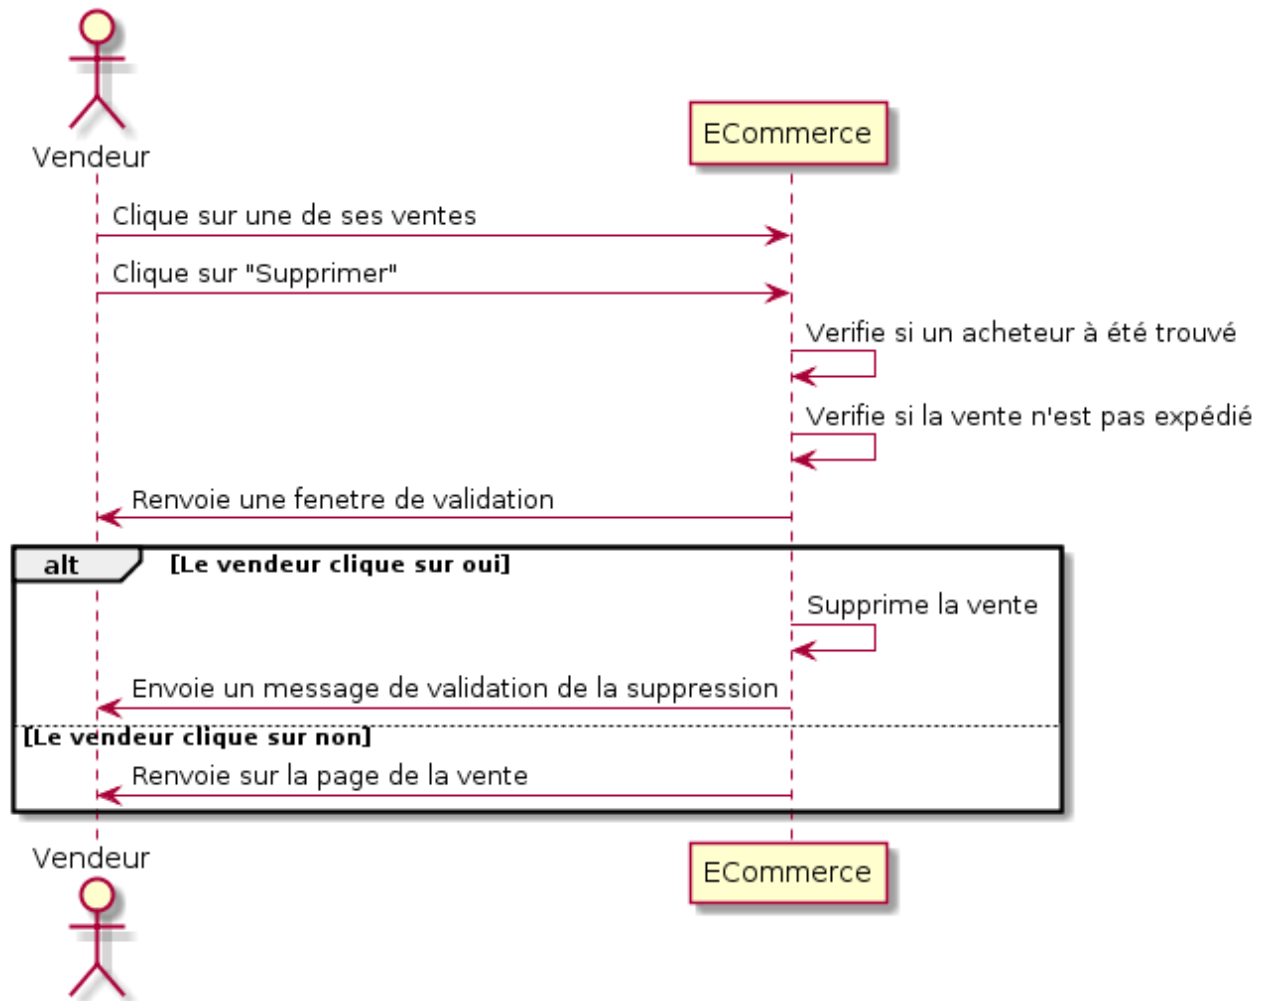 Vendeur
ECommerce
Clique sur une de ses ventes
Clique sur "Supprimer"
Verifie si un acheteur à été trouvé
Verifie si la vente n'est pas expédié
Renvoie une fenetre de validation
alt [Le vendeur clique sur oui]
Supprime la vente
Envoie un message de validation de la suppression
[Le vendeur clique sur non]
Renvoie sur la page de la vente
Vendeur
ECommerce